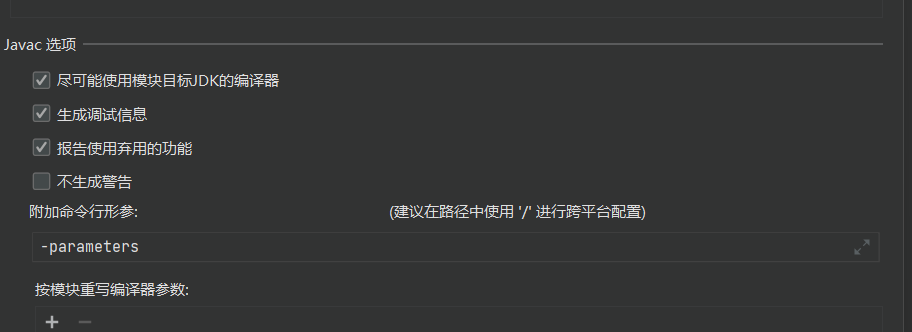 Javac 选项
尽可能使用模块目标JDK的编译器
生成调试信息
报告使用弃用的功能
不生成警告
附加命令行形参: (建议在路径中使用 '/' 进行跨平台配置)
-parameters
按模块重写编译器参数: